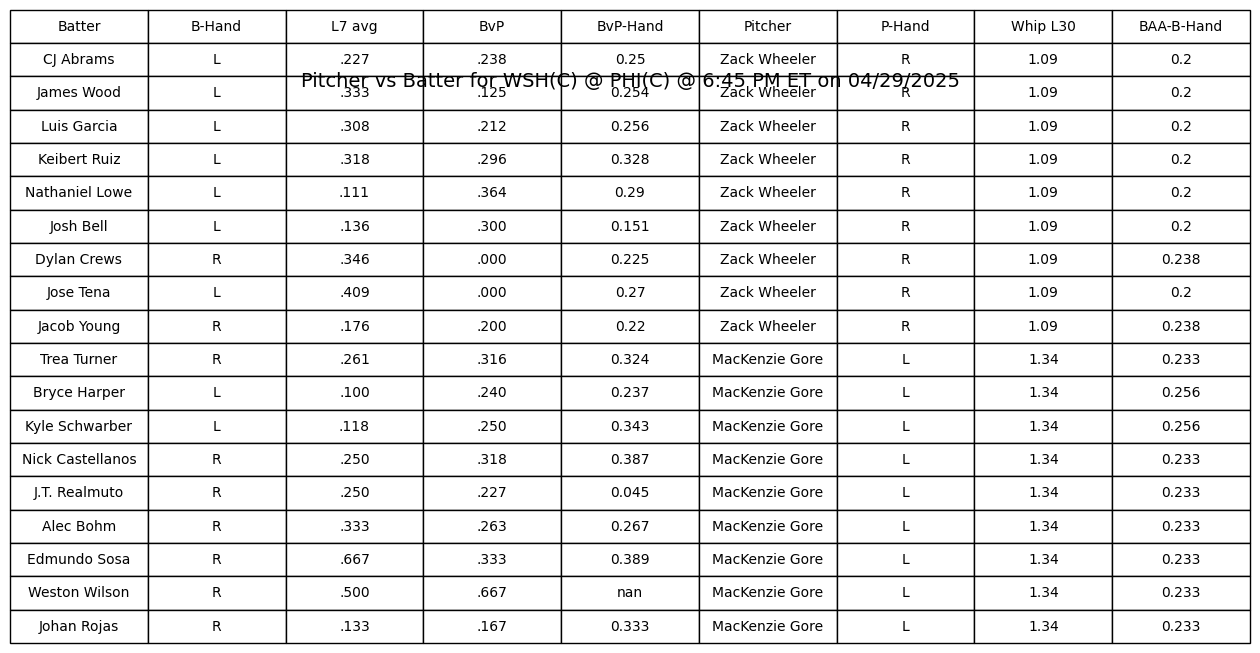 Batter B-Hand L7 avg BvP BvP-Hand Pitcher P-Hand Whip L30 BAA-B-Hand
CJ Abrams L .227 .238 0.25 Zack Wheeler R 1.09 0.2
Pitcher vs Batter for WSH(C) @ PHI(C) @ 6:45 PM ET on 04/29/2025
James Wood L .333 .125 0.254 Zack Wheeler R 1.09 0.2
Luis Garcia L .308 .212 0.256 Zack Wheeler R 1.09 0.2
Keibert Ruiz L .318 .296 0.328 Zack Wheeler R 1.09 0.2
Nathaniel Lowe L .111 .364 0.29 Zack Wheeler R 1.09 0.2
Josh Bell L .136 .300 0.151 Zack Wheeler R 1.09 0.2
Dylan Crews R .346 .000 0.225 Zack Wheeler R 1.09 0.238
Jose Tena L .409 .000 0.27 Zack Wheeler R 1.09 0.2
Jacob Young R .176 .200 0.22 Zack Wheeler R 1.09 0.238
Trea Turner R .261 .316 0.324 MacKenzie Gore L 1.34 0.233
Bryce Harper L .100 .240 0.237 MacKenzie Gore L 1.34 0.256
Kyle Schwarber L .118 .250 0.343 MacKenzie Gore L 1.34 0.256
Nick Castellanos R .250 .318 0.387 MacKenzie Gore L 1.34 0.233
J.T. Realmuto R .250 .227 0.045 MacKenzie Gore L 1.34 0.233
Alec Bohm R .333 .263 0.267 MacKenzie Gore L 1.34 0.233
Edmundo Sosa R .667 .333 0.389 MacKenzie Gore L 1.34 0.233
Weston Wilson R .500 .667 nan MacKenzie Gore L 1.34 0.233
Johan Rojas R .133 .167 0.333 MacKenzie Gore L 1.34 0.233